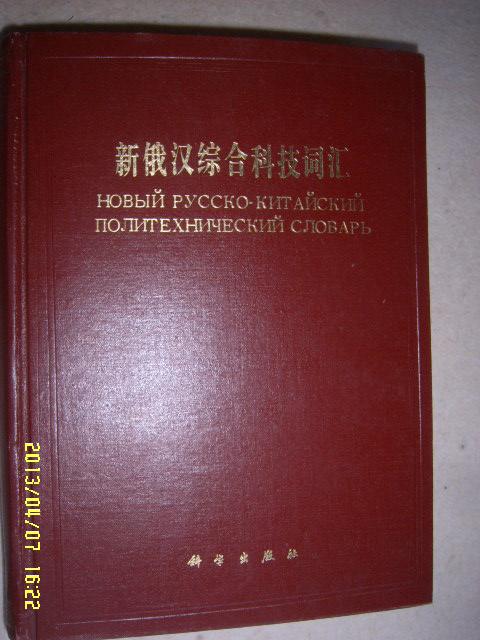 新俄汉综合科技词汇
НОВЫЙ РУССКО-КИТАЙСКИЙ
ПОЛИТЕХНИЧЕСКИЙ СЛОВАРЬ
科学出版社
2013/04/07 16:22